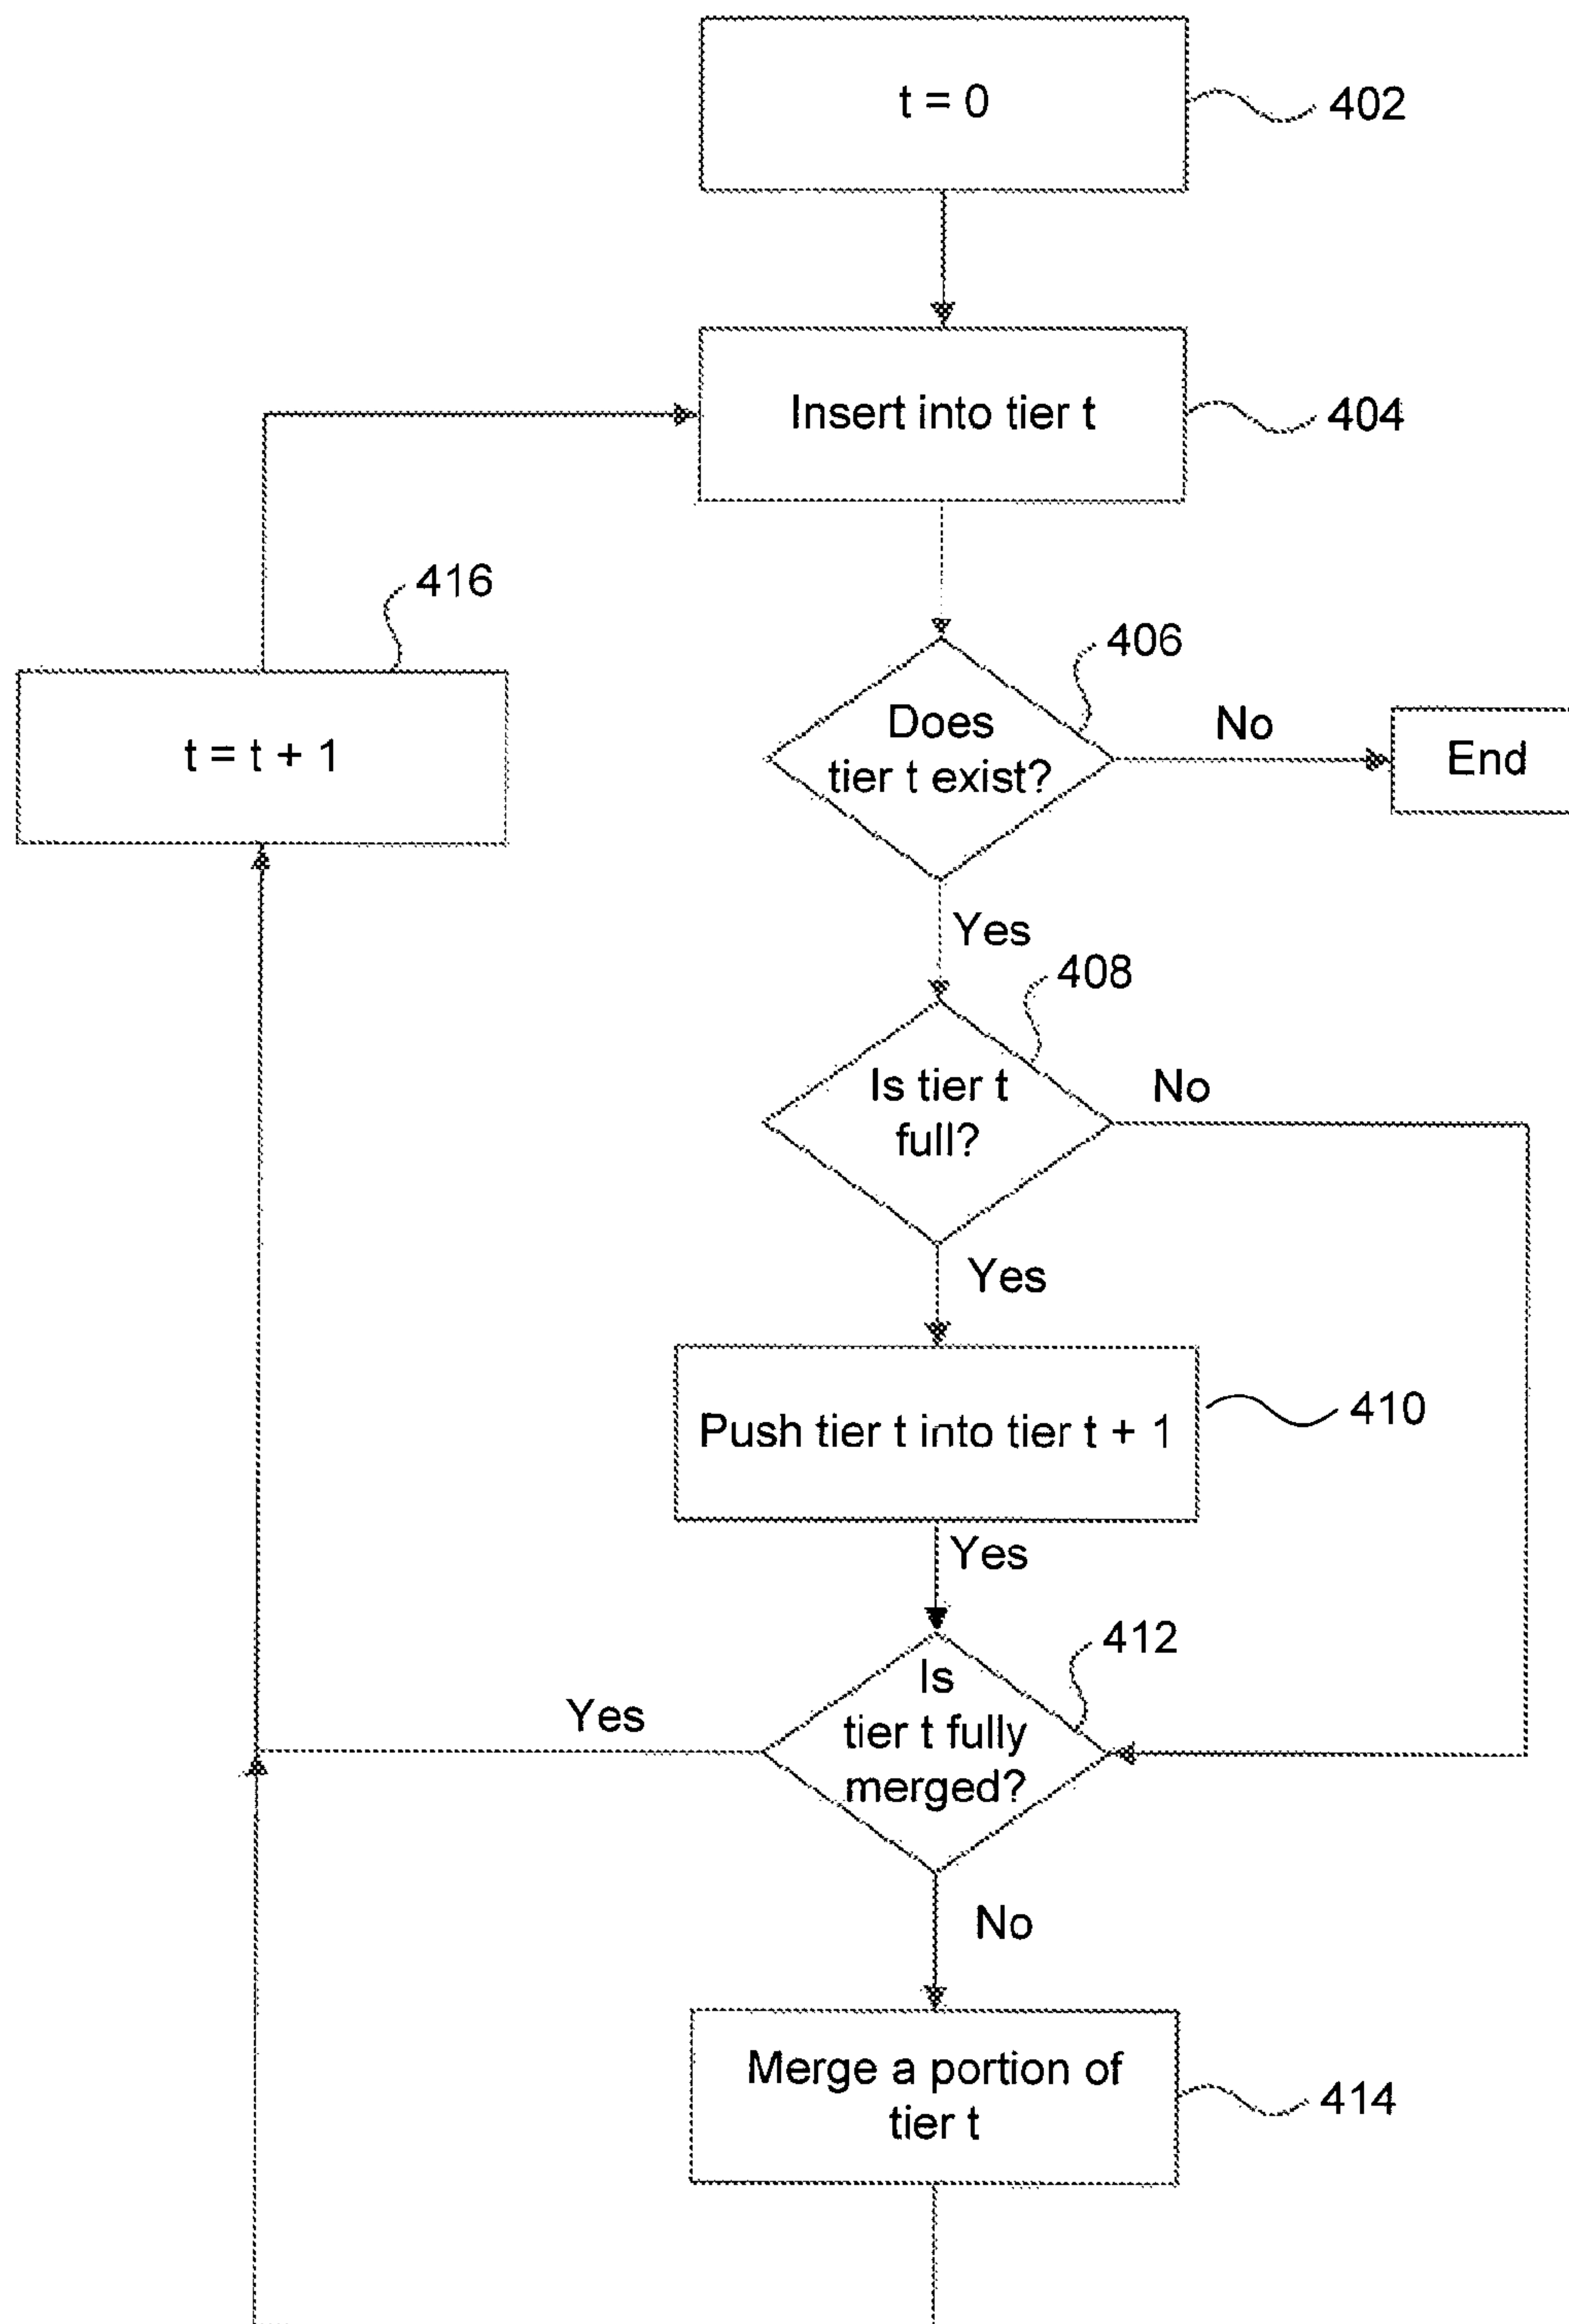 t = 0
402
Insert into tier t
404
416
t = t + 1
406
Does
tier t exist?
No
End
Yes
408
Is tier t
full?
No
Yes
Push tier t into tier t + 1
410
Yes
412
Is
tier t fully
merged?
Yes
No
Merge a portion of
tier t
414